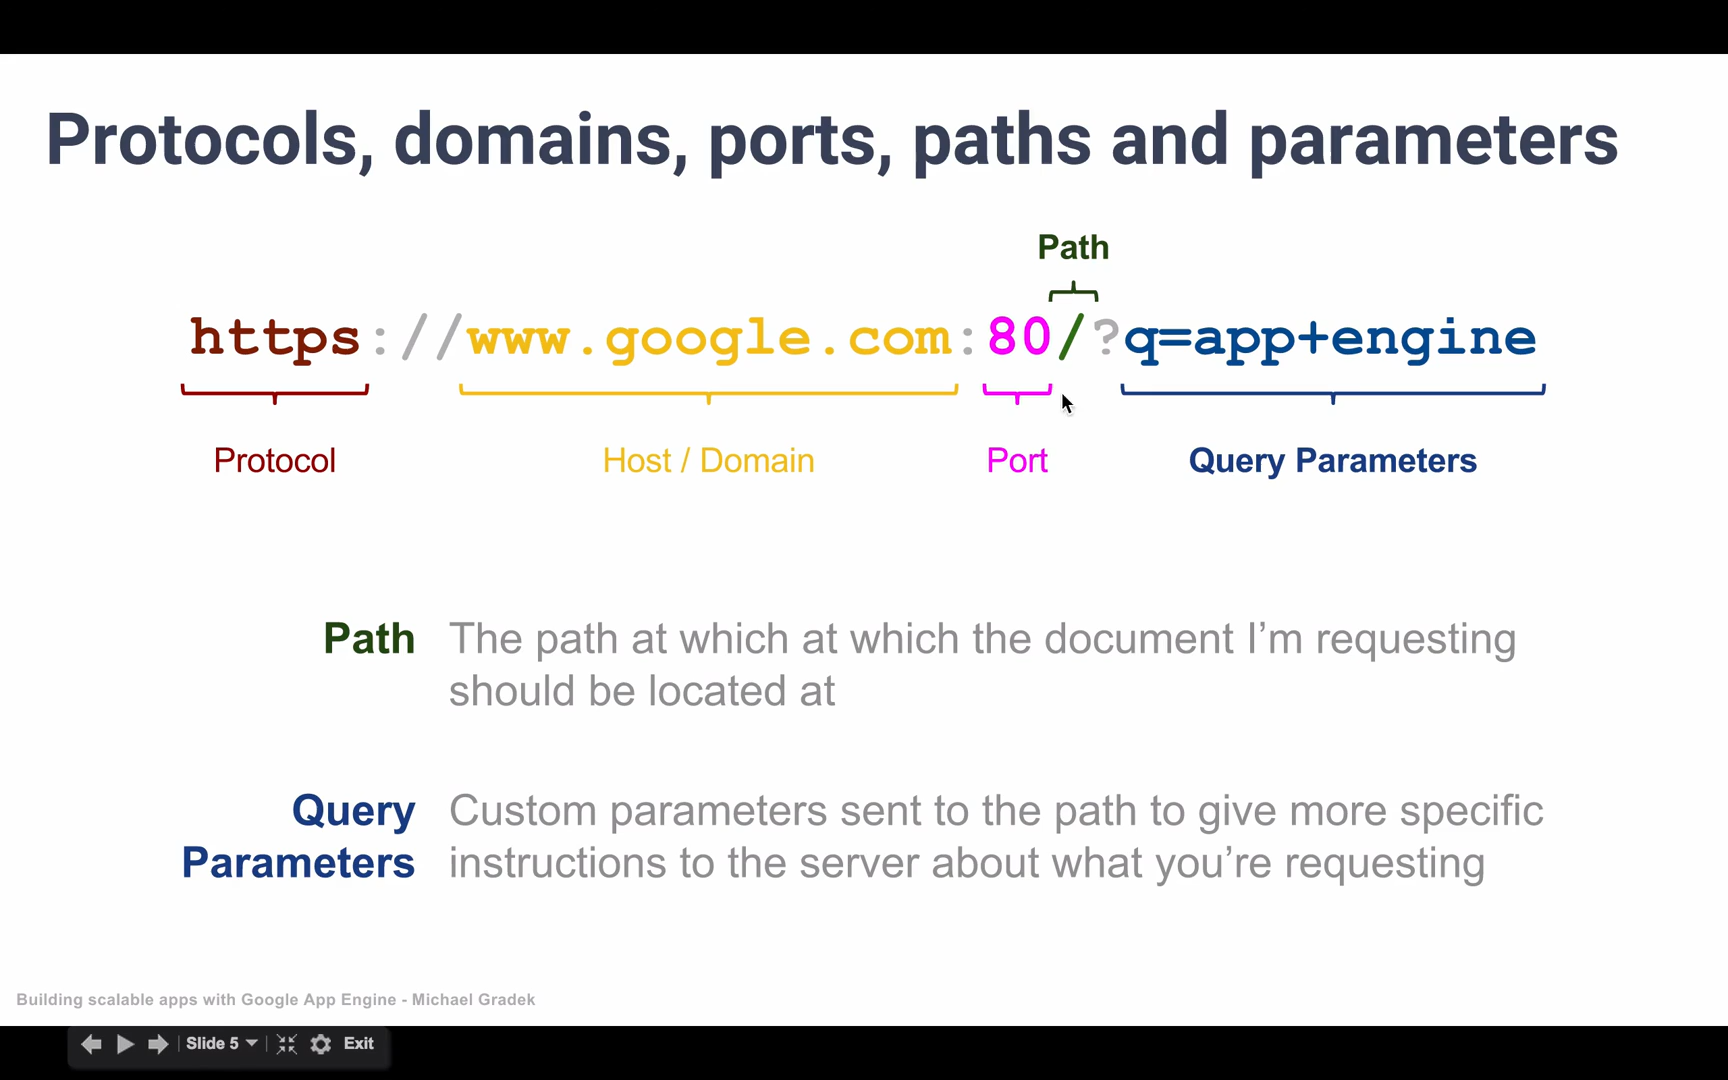 Protocols, domains, ports, paths and parameters
Path
https://www.google.com:80/?q=app+engine
Protocol Host / Domain Port Query Parameters
Path The path at which at which the document I’m requesting
should be located at
Query Custom parameters sent to the path to give more specific
Parameters instructions to the server about what you’re requesting
Building scalable apps with Google App Engine - Michael Gradek
Slide 5 Exit